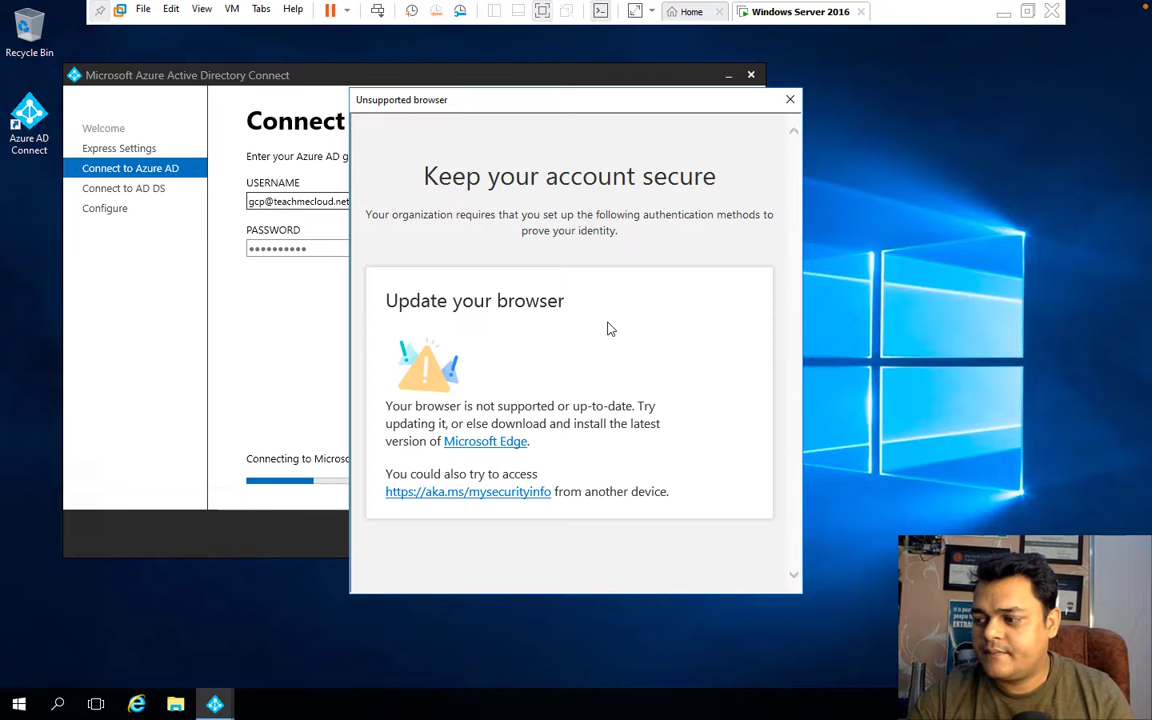 File Edit View VM Tabs Help
Home
Windows Server 2016
Recycle Bin
Azure AD
Connect
Microsoft Azure Active Directory Connect
Welcome
Express Settings
Connect to Azure AD
Connect to AD DS
Configure
Connect
Enter your Azure AD g
USERNAME
gcp@teachmecloud.net
PASSWORD
Connecting to Microso
Unsupported browser
Keep your account secure
Your organization requires that you set up the following authentication methods to
prove your identity.
Update your browser
Your browser is not supported or up-to-date. Try
updating it, or else download and install the latest
version of Microsoft Edge.
You could also try to access
https://aka.ms/mysecurityinfo from another device.